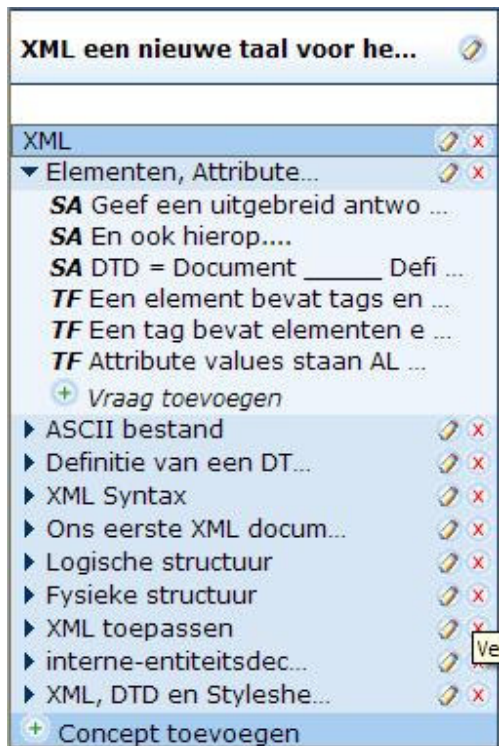 XML een nieuwe taal voor he...
XML
Elementen, Attribute...
SA Geef een uitgebreid antwo ...
SA En ook hierop....
SA DTD = Document ______ Defi ...
TF Een element bevat tags en ...
TF Een tag bevat elementen e ...
TF Attribute values staan AL ...
Vraag toevoegen
ASCII bestand
Definitie van een DT...
XML Syntax
Ons eerste XML docum...
Logische structuur
Fysieke structuur
XML toepassen
Ve
interne-entiteitsdec...
XML, DTD en Styleshe...
Concept toevoegen